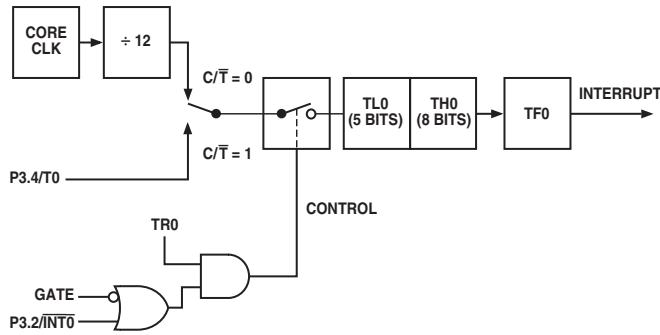 CORE
CLK
÷ 12
C/T̅ = 0
INTERRUPT
TL0
(5 BITS)
TH0
(8 BITS)
TF0
C/T̅ = 1
P3.4/T0
CONTROL
TR0
GATE
P3.2/I̅N̅T̅0̅